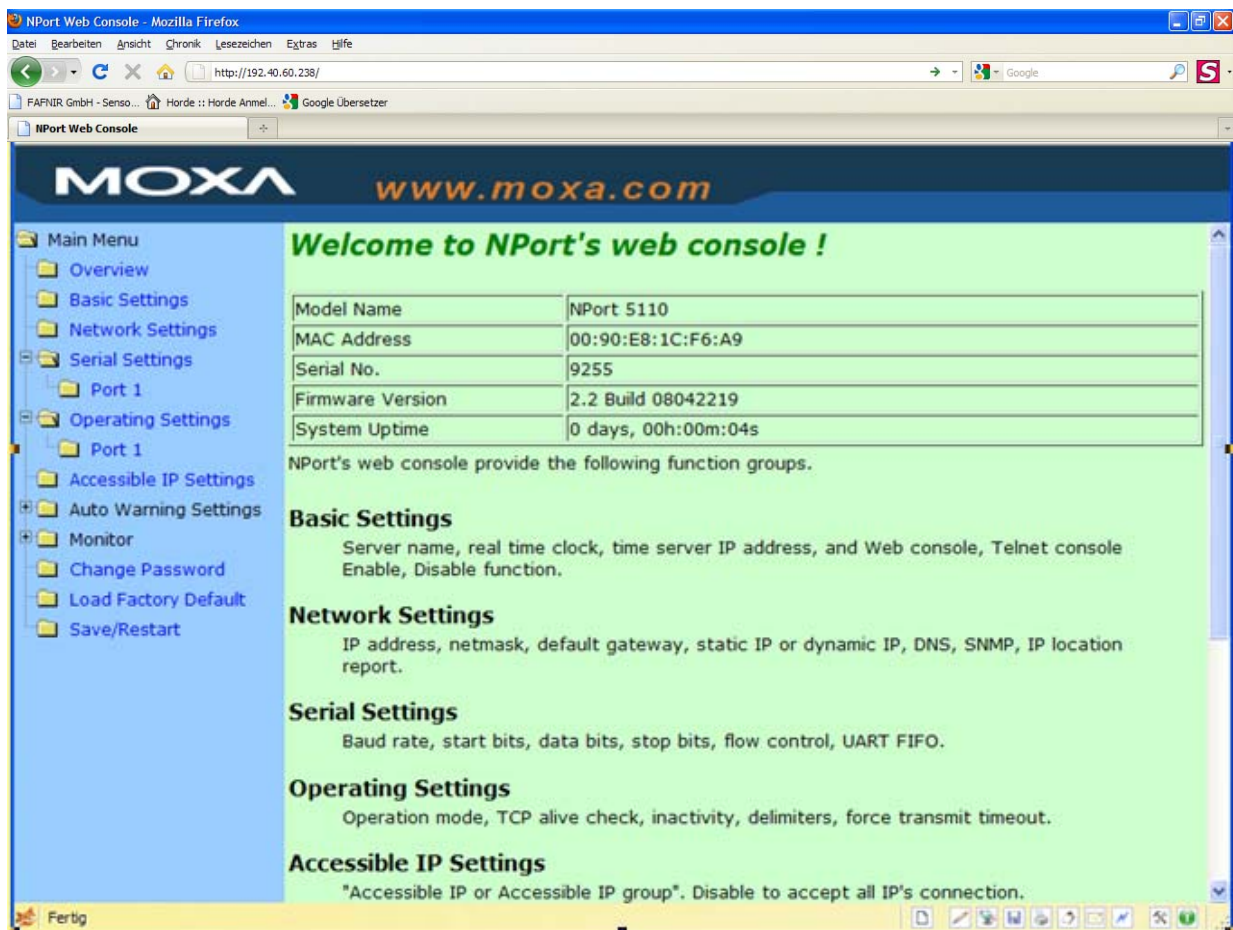 NPort Web Console - Mozilla Firefox
Datei Bearbeiten Ansicht Chronik Lesezeichen Extras Hilfe
http://192.40.60.238/
Google
S
FAFNIR GmbH - Senso... Horde :: Horde Anmel... Google Übersetzer
NPort Web Console
MOXA www.moxa.com
Main Menu
Overview
Basic Settings
Network Settings
Serial Settings
Port 1
Operating Settings
Port 1
Accessible IP Settings
Auto Warning Settings
Monitor
Change Password
Load Factory Default
Save/Restart
Welcome to NPort's web console !
Model Name NPort 5110
MAC Address 00:90:E8:1C:F6:A9
Serial No. 9255
Firmware Version 2.2 Build 08042219
System Uptime 0 days, 00h:00m:04s
NPort's web console provide the following function groups.
Basic Settings
Server name, real time clock, time server IP address, and Web console, Telnet console
Enable, Disable function.
Network Settings
IP address, netmask, default gateway, static IP or dynamic IP, DNS, SNMP, IP location
report.
Serial Settings
Baud rate, start bits, data bits, stop bits, flow control, UART FIFO.
Operating Settings
Operation mode, TCP alive check, inactivity, delimiters, force transmit timeout.
Accessible IP Settings
"Accessible IP or Accessible IP group". Disable to accept all IP's connection.
Fertig